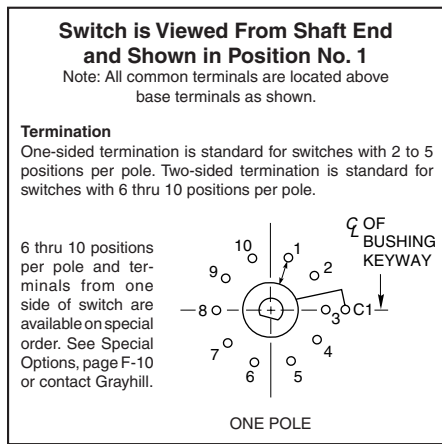 Switch is Viewed From Shaft End
and Shown in Position No. 1
Note: All common terminals are located above
base terminals as shown.
Termination
One-sided termination is standard for switches with 2 to 5
positions per pole. Two-sided termination is standard for
switches with 6 thru 10 positions per pole.
6 thru 10 positions
per pole and ter-
minals from one
side of switch are
available on special
order. See Special
Options, page F-10
or contact Grayhill.
℄ OF
BUSHING
KEYWAY
10
1
9
2
8
3
C1
7
4
6
5
ONE POLE